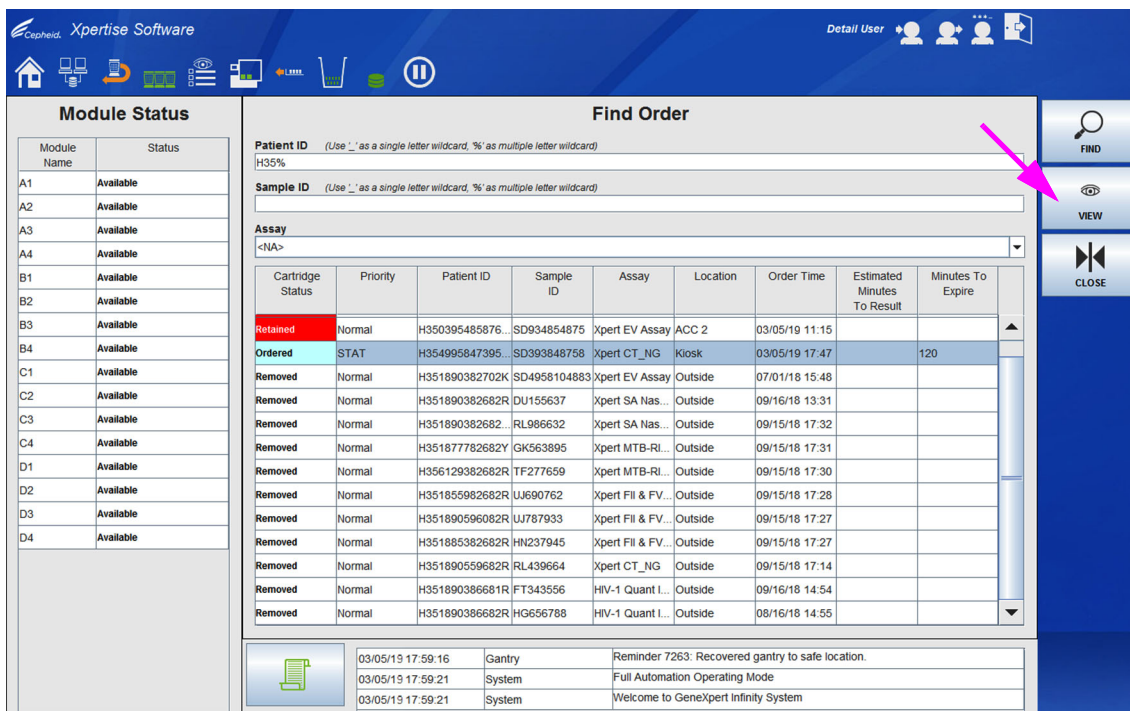 Cepheid. Xpertise Software
Detail User
Module Status
Module Name Status
A1 Available
A2 Available
A3 Available
A4 Available
B1 Available
B2 Available
B3 Available
B4 Available
C1 Available
C2 Available
C3 Available
C4 Available
D1 Available
D2 Available
D3 Available
D4 Available
Find Order
Patient ID (Use '_' as a single letter wildcard, '%' as multiple letter wildcard)
H35%
Sample ID (Use '_' as a single letter wildcard, '%' as multiple letter wildcard)
Assay
<NA>
Cartridge Status Priority Patient ID Sample ID Assay Location Order Time Estimated Minutes To Result Minutes To Expire
Retained Normal H350395485876... SD934854875 Xpert EV Assay ACC 2 03/05/19 11:15
Ordered STAT H354995847395... SD393848758 Xpert CT_NG Kiosk 03/05/19 17:47 120
Removed Normal H351890382702K SD4958104883 Xpert EV Assay Outside 07/01/18 15:48
Removed Normal H351890382682R DU155637 Xpert SA Nas... Outside 09/16/18 13:31
Removed Normal H351890382682... RL986632 Xpert SA Nas... Outside 09/15/18 17:32
Removed Normal H351877782682Y GK563895 Xpert MTB-RI... Outside 09/15/18 17:31
Removed Normal H356129382682R TF277659 Xpert MTB-RI... Outside 09/15/18 17:30
Removed Normal H351855982682R UJ690762 Xpert FII & FV... Outside 09/15/18 17:28
Removed Normal H351890596082R UJ787933 Xpert FII & FV... Outside 09/15/18 17:27
Removed Normal H351885382682R HN237945 Xpert FII & FV... Outside 09/15/18 17:27
Removed Normal H351890559682R RL439664 Xpert CT_NG Outside 09/15/18 17:14
Removed Normal H351890386681R FT343556 HIV-1 Quant I... Outside 09/16/18 14:54
Removed Normal H351890386682R HG656788 HIV-1 Quant I... Outside 08/16/18 14:55
03/05/19 17:59:16 Gantry Reminder 7263: Recovered gantry to safe location.
03/05/19 17:59:21 System Full Automation Operating Mode
03/05/19 17:59:21 System Welcome to GeneXpert Infinity System
FIND
VIEW
CLOSE